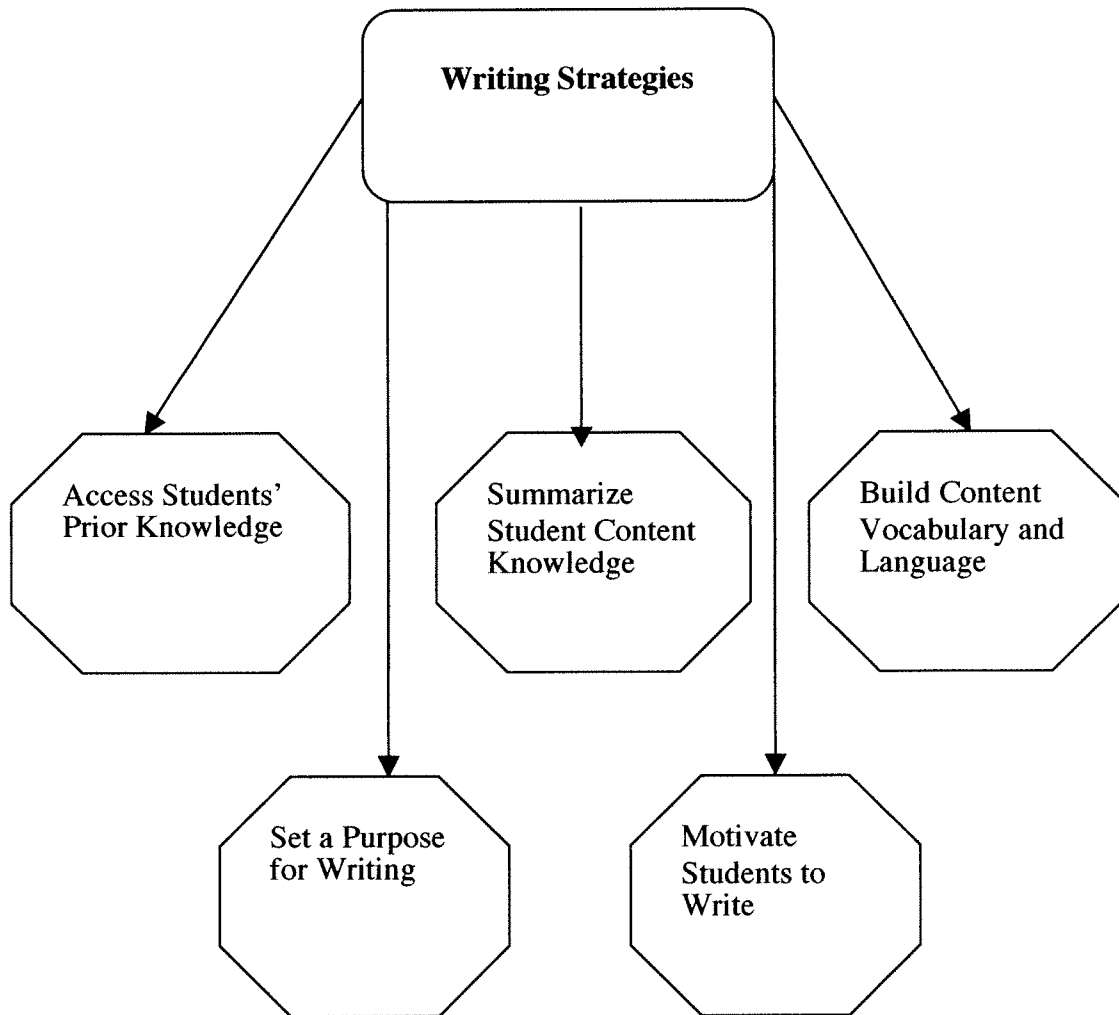 Writing Strategies
Access Students'
Prior Knowledge
Summarize
Student Content
Knowledge
Build Content
Vocabulary and
Language
Set a Purpose
for Writing
Motivate
Students to
Write